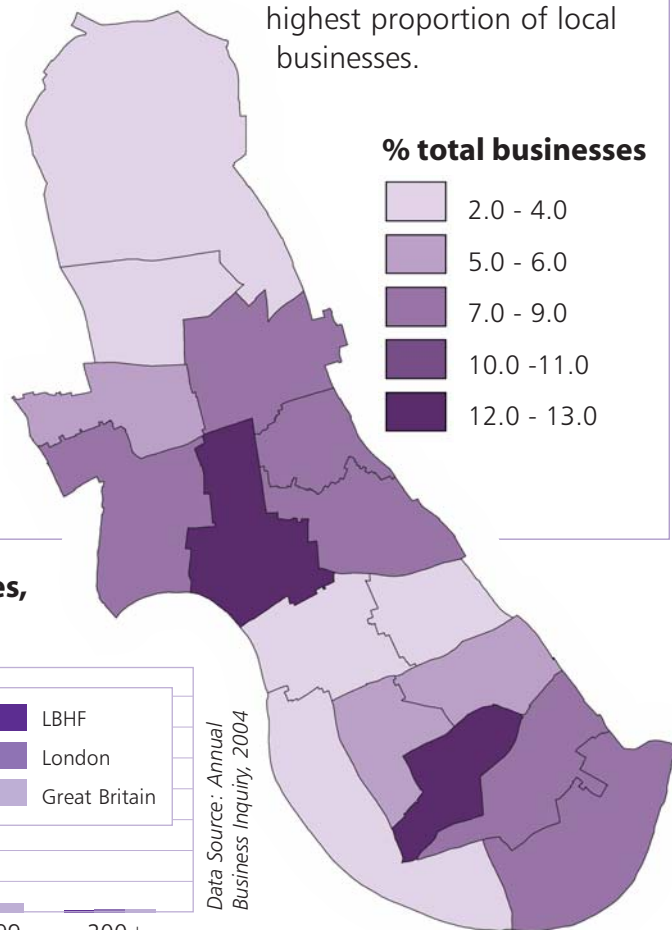 highest proportion of local
businesses.
% total businesses
2.0 - 4.0
5.0 - 6.0
7.0 - 9.0
10.0 -11.0
12.0 - 13.0
es,
LBHF
London
Great Britain
Data Source: Annual
Business Inquiry, 2004